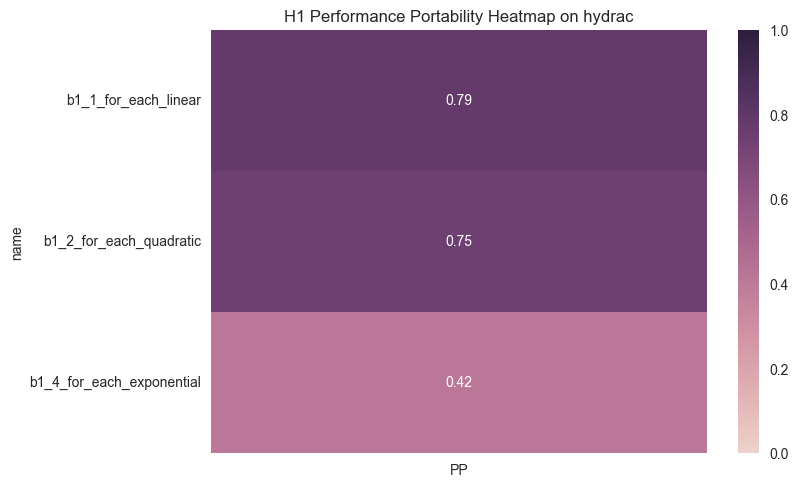 H1 Performance Portability Heatmap on hydrac
name
b1_1_for_each_linear
0.79
b1_2_for_each_quadratic
0.75
b1_4_for_each_exponential
0.42
PP
1.0
0.8
0.6
0.4
0.2
0.0